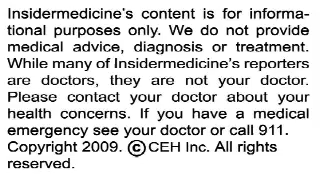 Insidermedicine's content is for informa-
tional purposes only. We do not provide
medical advice, diagnosis or treatment.
While many of Insidermedicine's reporters
are doctors, they are not your doctor.
Please contact your doctor about your
health concerns. If you have a medical
emergency see your doctor or call 911.
Copyright 2009. ©CEH Inc. All rights
reserved.